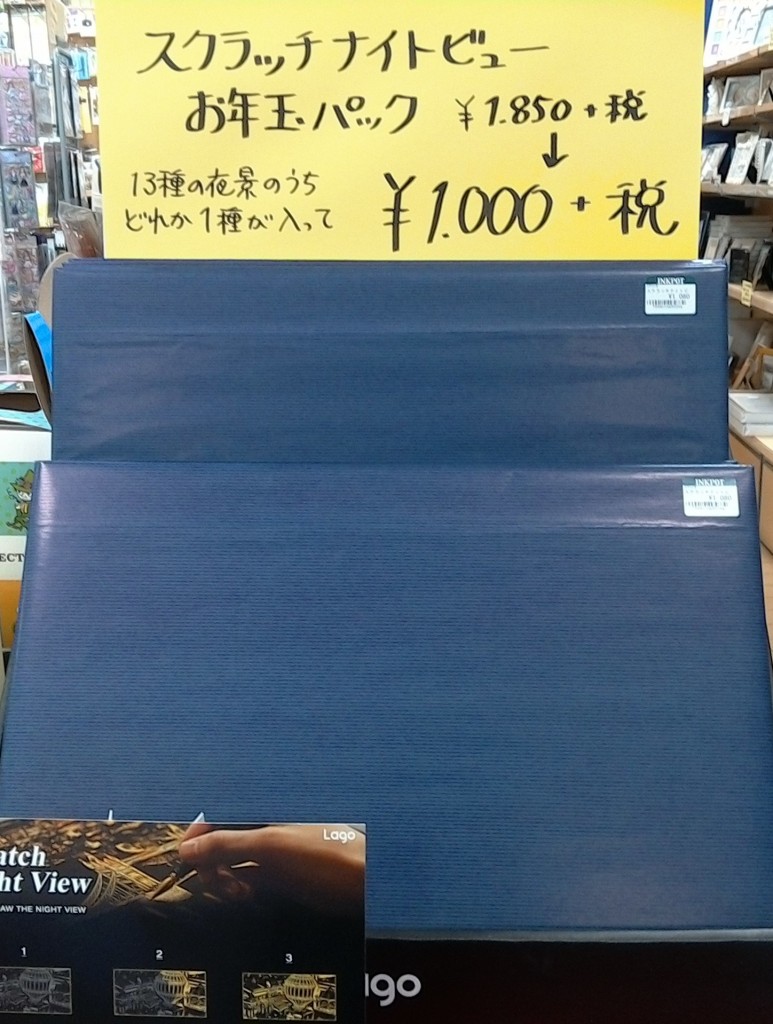 スクラッチナイトビュー
お年玉パック ¥1.850+税
↓
13種の夜景のうち
どれか1種が入って ¥1.000+税
INKPOT
INKPOT
ECT
Lago
atch
ht View
AW THE NIGHT VIEW
1 2 3
ago